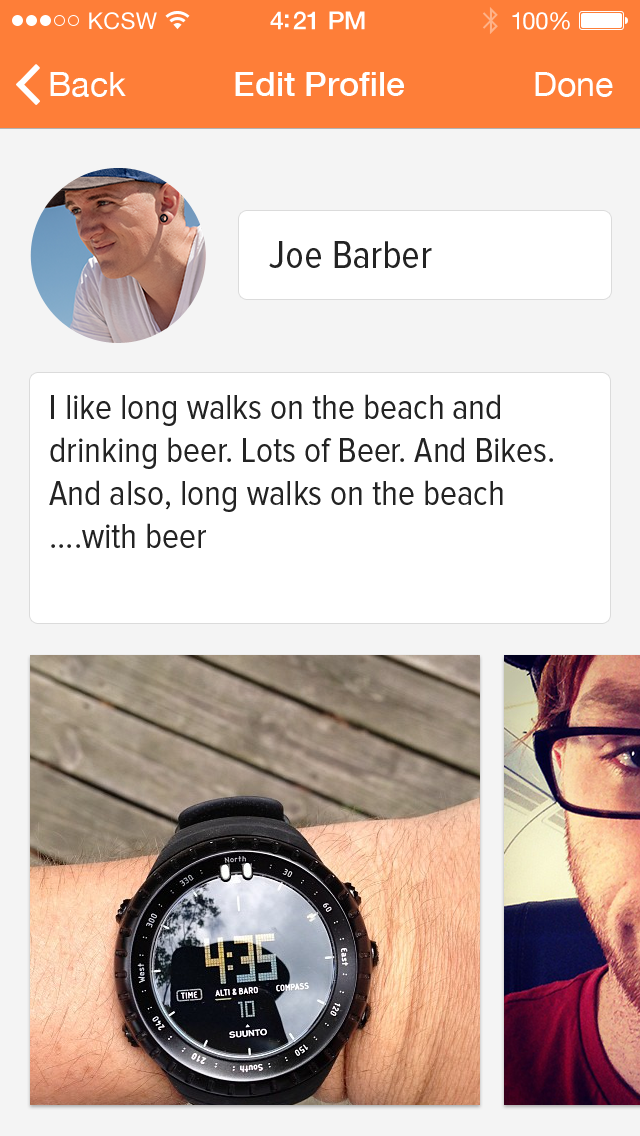 KCSW 4:21 PM 100%
Back Edit Profile Done
Joe Barber
I like long walks on the beach and
drinking beer. Lots of Beer. And Bikes.
And also, long walks on the beach
....with beer
North
330 30
300 60
West East
240 120
210 150
South
4:35
TIME ALTI & BARO COMPASS
10
SUUNTO